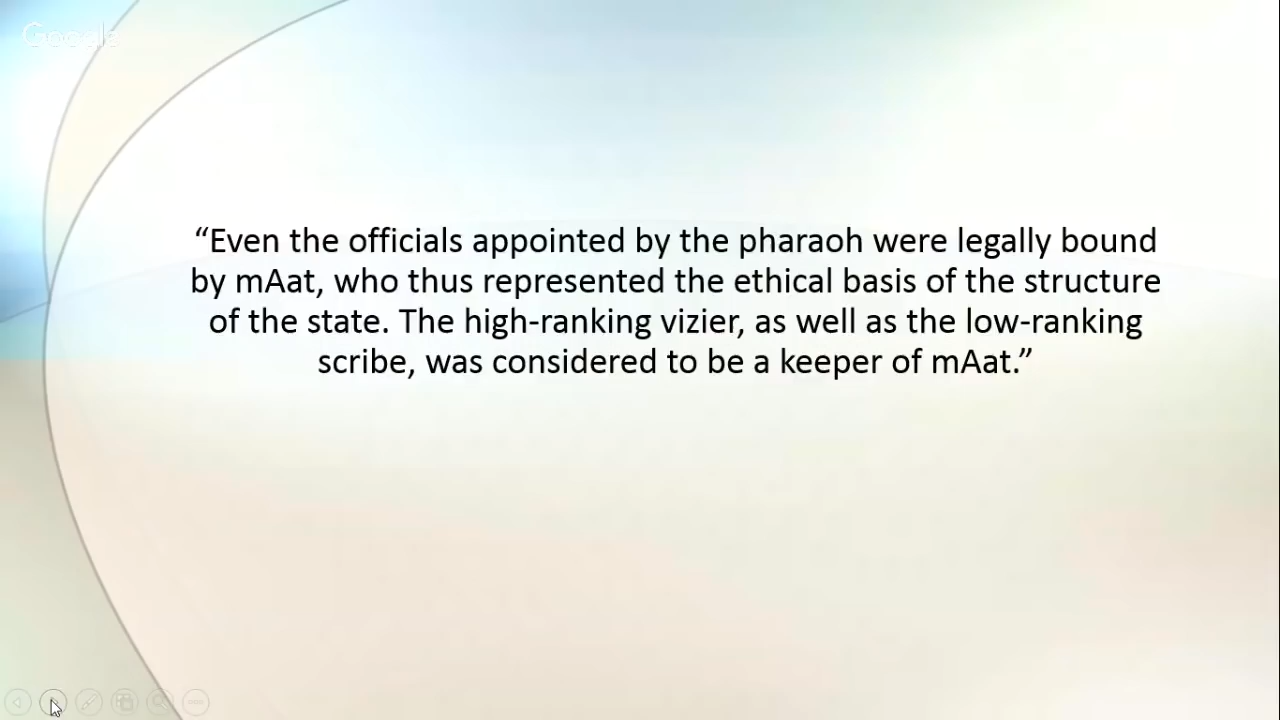 Google
“Even the officials appointed by the pharaoh were legally bound
by mAat, who thus represented the ethical basis of the structure
of the state. The high-ranking vizier, as well as the low-ranking
scribe, was considered to be a keeper of mAat.”